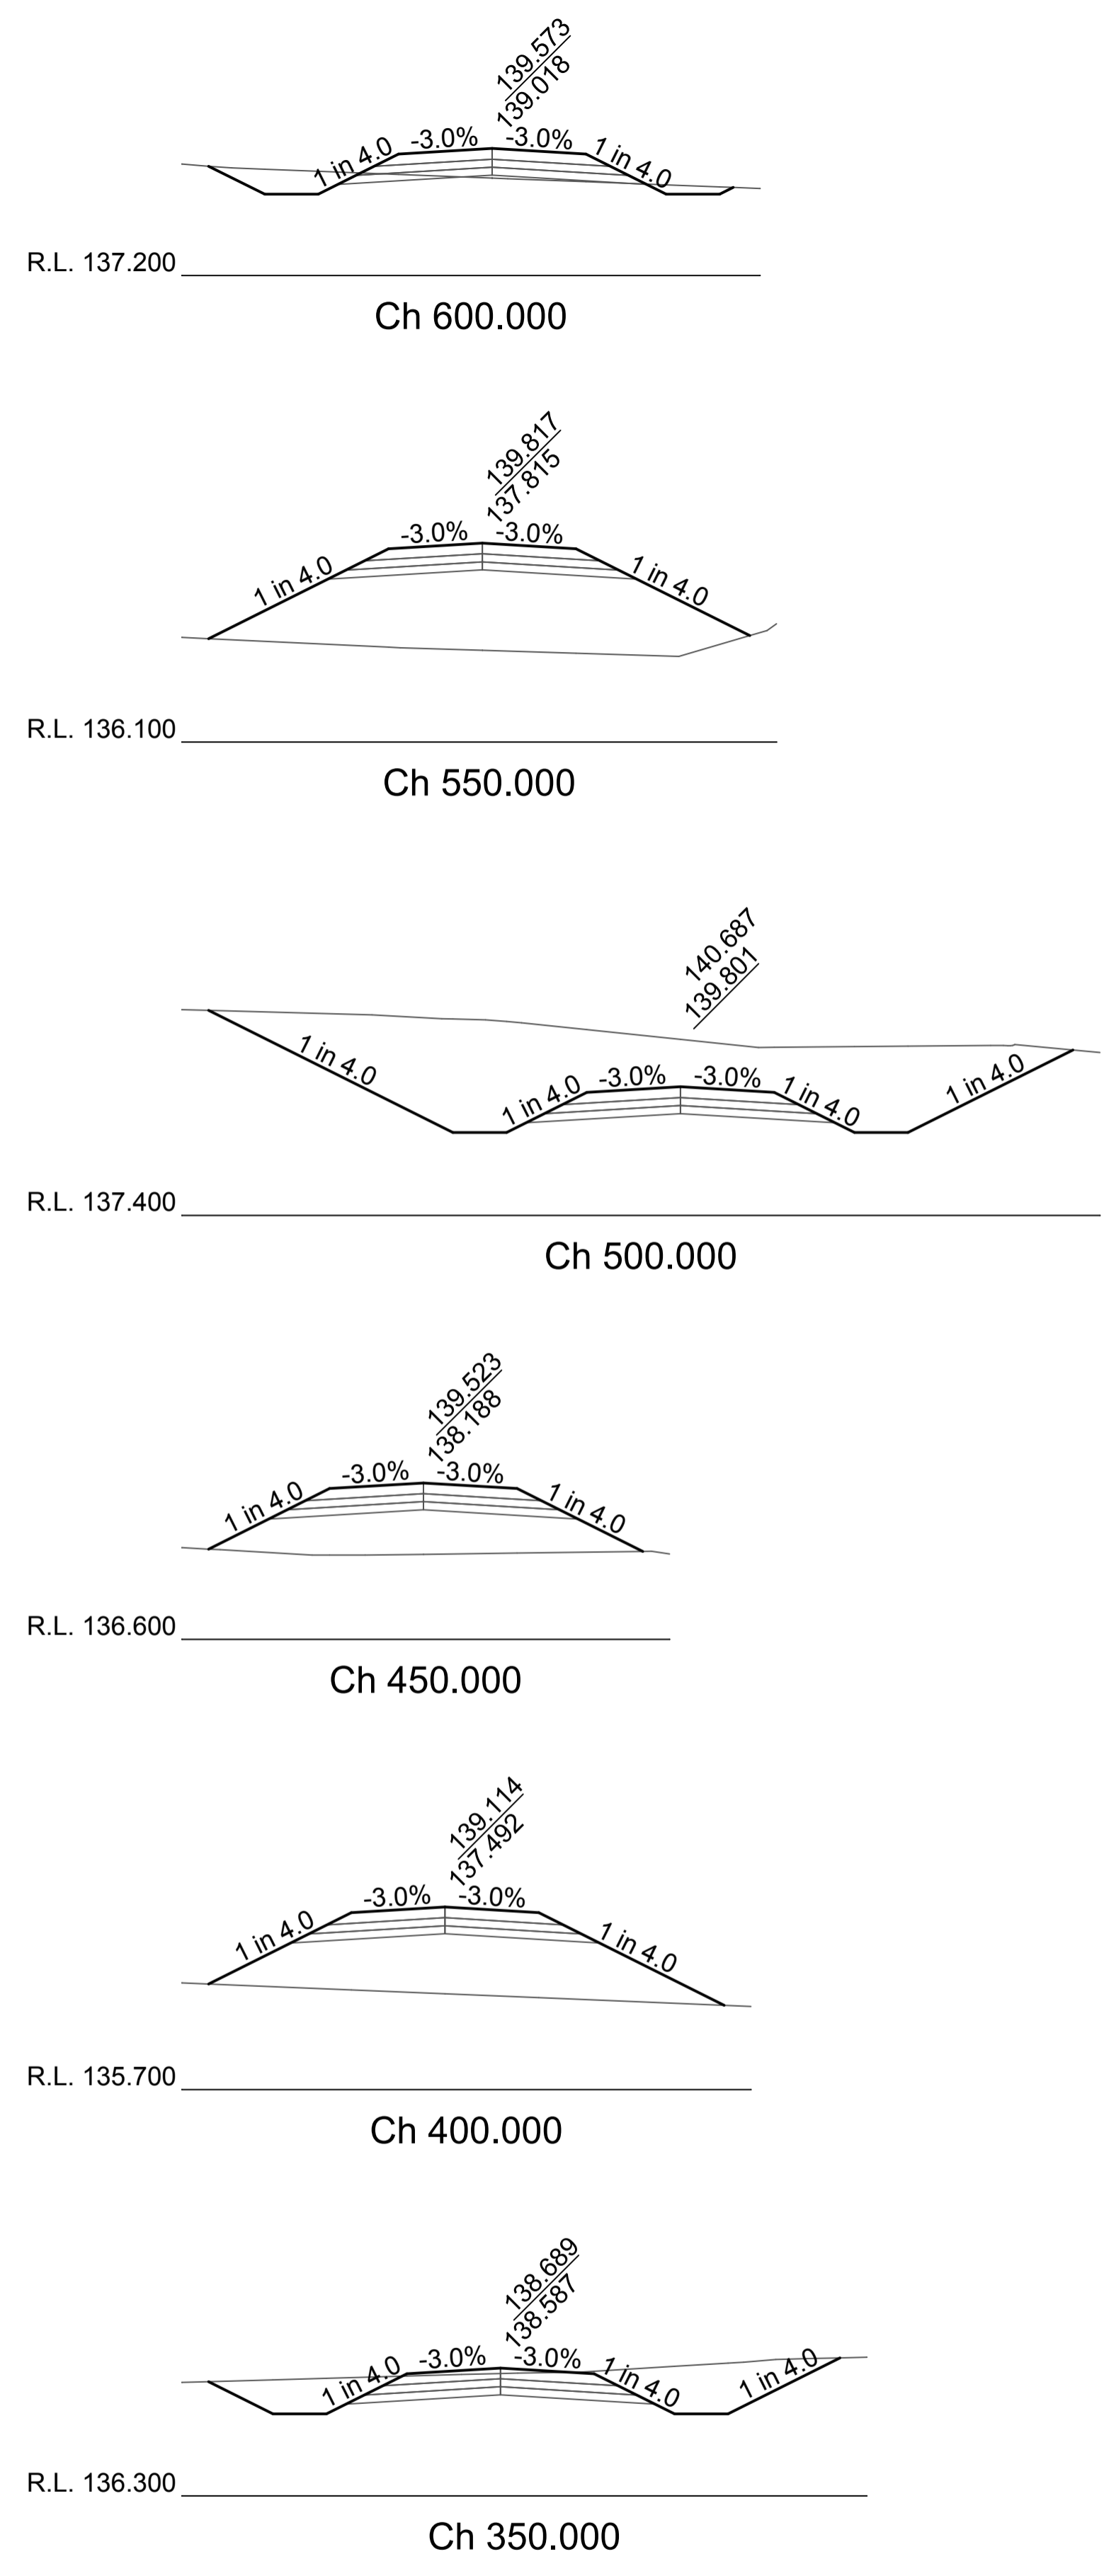 139.573
139.018
1 in 4.0
-3.0%
-3.0%
1 in 4.0
R.L. 137.200
Ch 600.000
139.817
137.815
-3.0%
-3.0%
1 in 4.0
1 in 4.0
R.L. 136.100
Ch 550.000
140.687
139.801
1 in 4.0
1 in 4.0
-3.0%
-3.0%
1 in 4.0
1 in 4.0
R.L. 137.400
Ch 500.000
139.523
138.188
1 in 4.0
-3.0%
-3.0%
1 in 4.0
R.L. 136.600
Ch 450.000
139.114
137.492
1 in 4.0
-3.0%
-3.0%
1 in 4.0
R.L. 135.700
Ch 400.000
138.689
138.587
1 in 4.0
-3.0%
-3.0%
1 in 4.0
1 in 4.0
R.L. 136.300
Ch 350.000